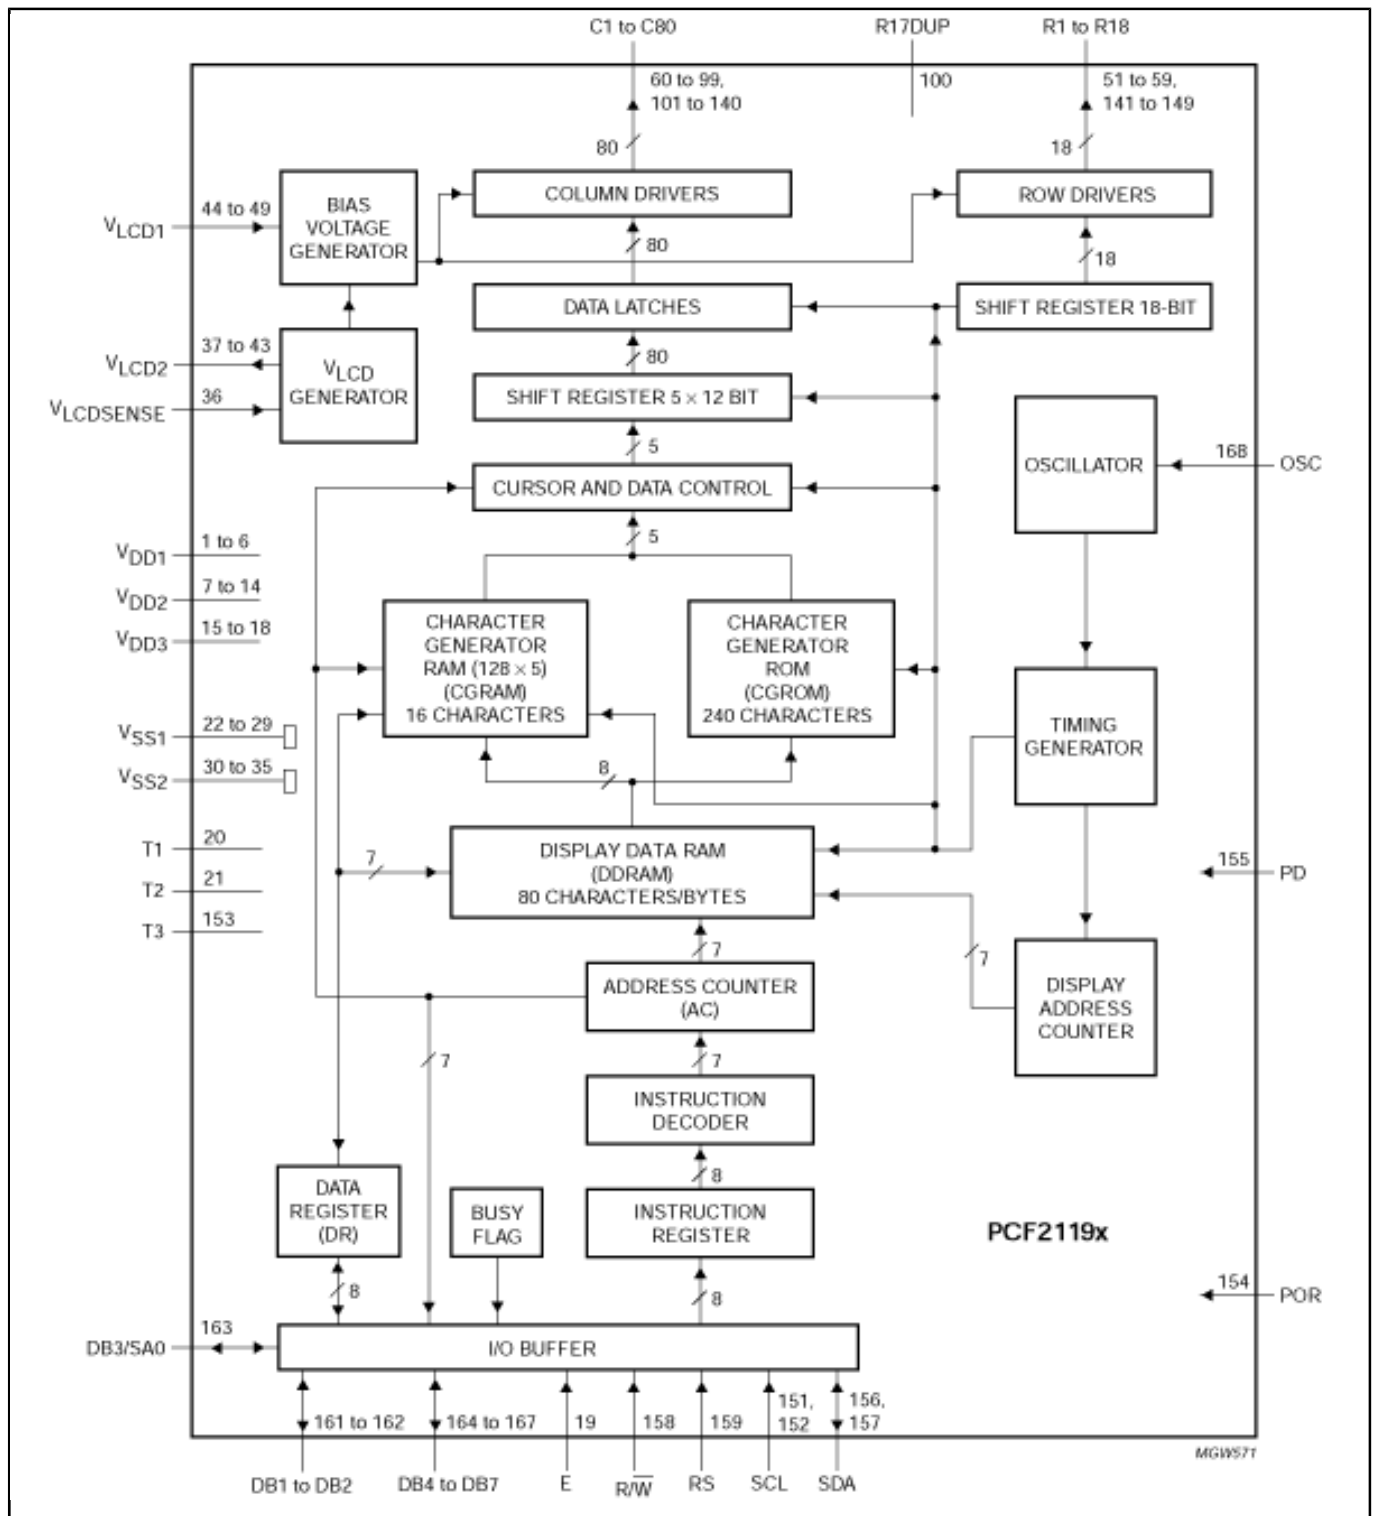 C1 to C80
R17DUP
R1 to R18
60 to 99,
101 to 140
100
51 to 59,
141 to 149
80
18
VLCD1
44 to 49
BIAS
VOLTAGE
GENERATOR
COLUMN DRIVERS
ROW DRIVERS
80
18
DATA LATCHES
SHIFT REGISTER 18-BIT
VLCD2
37 to 43
VLCDSENSE
36
VLCD
GENERATOR
80
SHIFT REGISTER 5 × 12 BIT
5
OSCILLATOR
168
OSC
CURSOR AND DATA CONTROL
5
VDD1
1 to 6
VDD2
7 to 14
VDD3
15 to 18
CHARACTER
GENERATOR
RAM (128 × 5)
(CGRAM)
16 CHARACTERS
CHARACTER
GENERATOR
ROM
(CGROM)
240 CHARACTERS
VSS1
22 to 29
VSS2
30 to 35
TIMING
GENERATOR
8
T1
20
T2
21
T3
153
7
DISPLAY DATA RAM
(DDRAM)
80 CHARACTERS/BYTES
155
PD
7
7
ADDRESS COUNTER
(AC)
DISPLAY
ADDRESS
COUNTER
7
7
INSTRUCTION
DECODER
8
DATA
REGISTER
(DR)
BUSY
FLAG
INSTRUCTION
REGISTER
PCF2119x
8
8
154
POR
DB3/SA0
163
I/O BUFFER
161 to 162
164 to 167
19
158
159
151,
152
156,
157
MGW571
DB1 to DB2
DB4 to DB7
E
R/W̅
RS
SCL
SDA